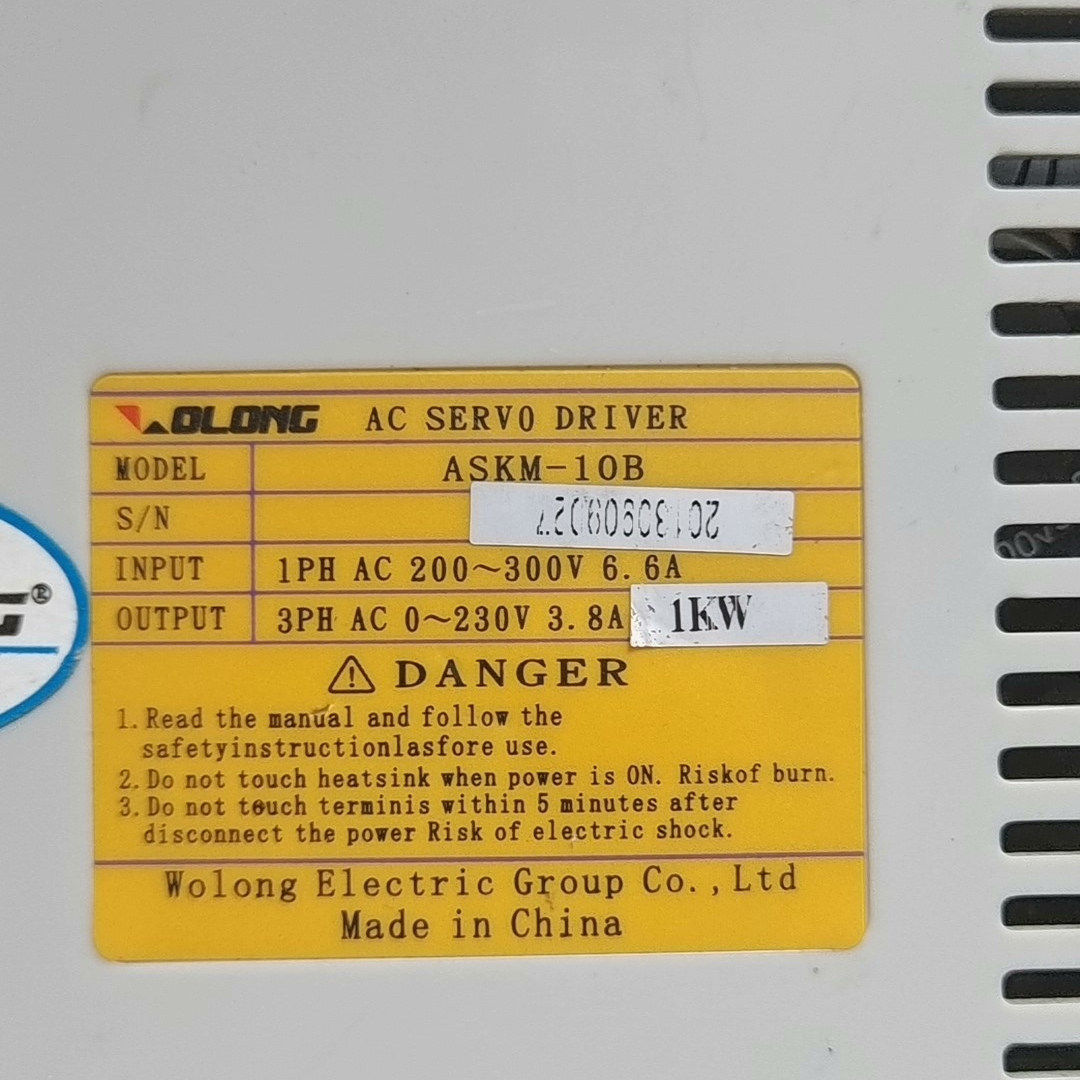 WOLONG AC SERVO DRIVER
MODEL ASKM-10B
S/N 20130609027
INPUT 1PH AC 200~300V 6.6A
OUTPUT 3PH AC 0~230V 3.8A 1KW
G®
⚠ DANGER
1. Read the manual and follow the
safetyinstructionlasfore use.
2. Do not touch heatsink when power is ON. Riskof burn.
3. Do not touch terminis within 5 minutes after
disconnect the power Risk of electric shock.
Wolong Electric Group Co.,Ltd
Made in China